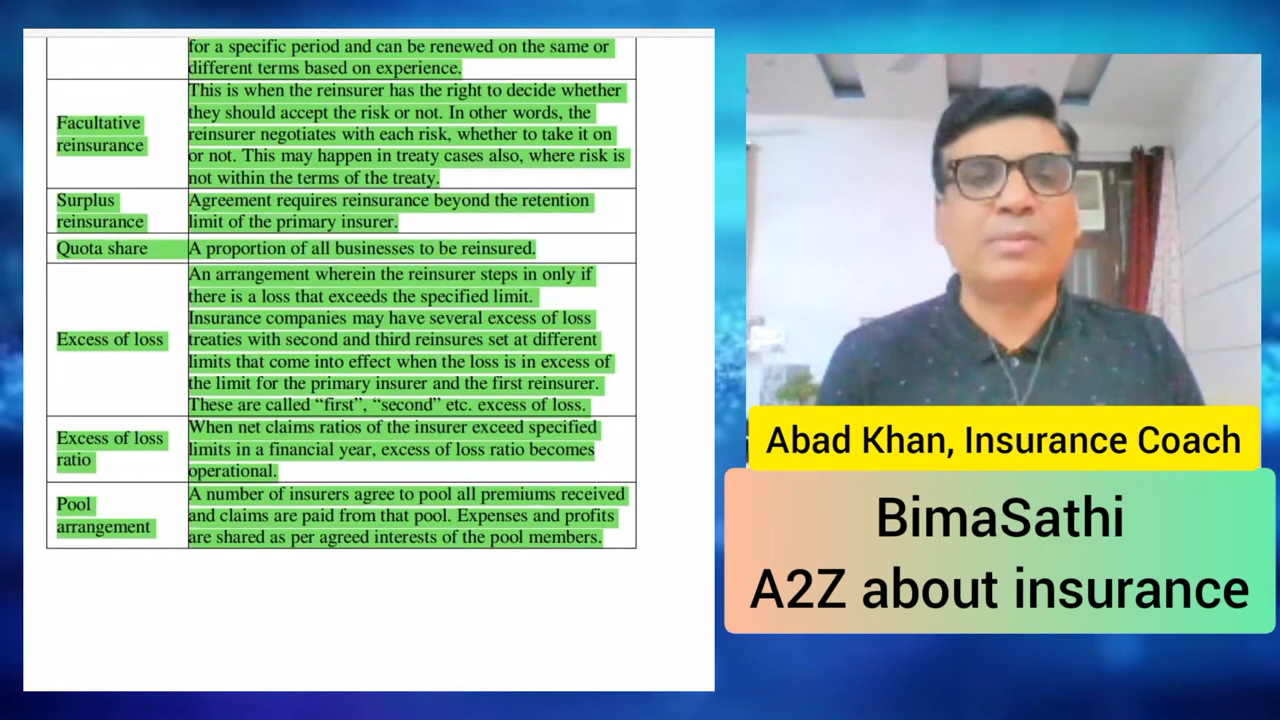 for a specific period and can be renewed on the same or
different terms based on experience.
Facultative
reinsurance
This is when the reinsurer has the right to decide whether
they should accept the risk or not. In other words, the
reinsurer negotiates with each risk, whether to take it on
or not. This may happen in treaty cases also, where risk is
not within the terms of the treaty.
Surplus
reinsurance
Agreement requires reinsurance beyond the retention
limit of the primary insurer.
Quota share
A proportion of all businesses to be reinsured.
Excess of loss
An arrangement wherein the reinsurer steps in only if
there is a loss that exceeds the specified limit.
Insurance companies may have several excess of loss
treaties with second and third reinsures set at different
limits that come into effect when the loss is in excess of
the limit for the primary insurer and the first reinsurer.
These are called “first”, “second” etc. excess of loss.
Excess of loss
ratio
When net claims ratios of the insurer exceed specified
limits in a financial year, excess of loss ratio becomes
operational.
Pool
arrangement
A number of insurers agree to pool all premiums received
and claims are paid from that pool. Expenses and profits
are shared as per agreed interests of the pool members.
Abad Khan, Insurance Coach
BimaSathi
A2Z about insurance